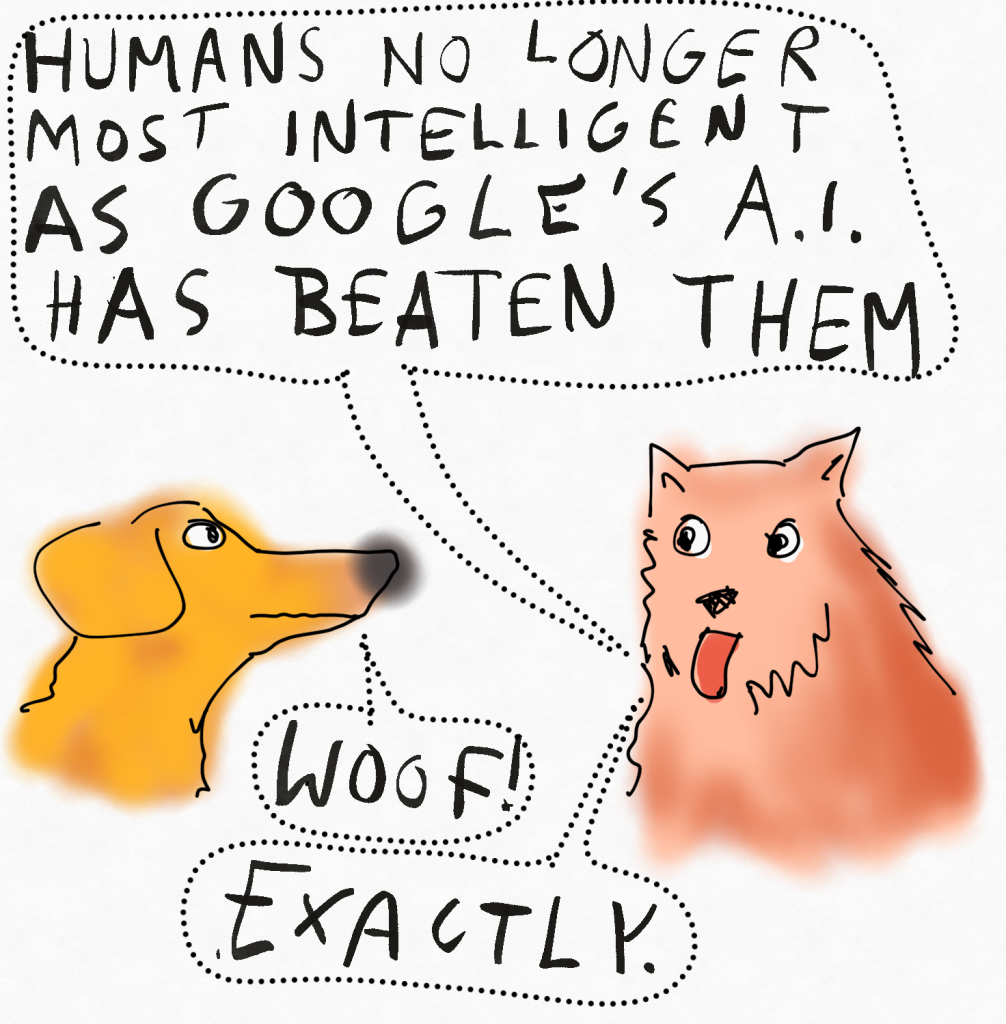 HUMANS NO LONGER
MOST INTELLIGENT
AS GOOGLE'S A.I.
HAS BEATEN THEM
WOOF!
EXACTLY.